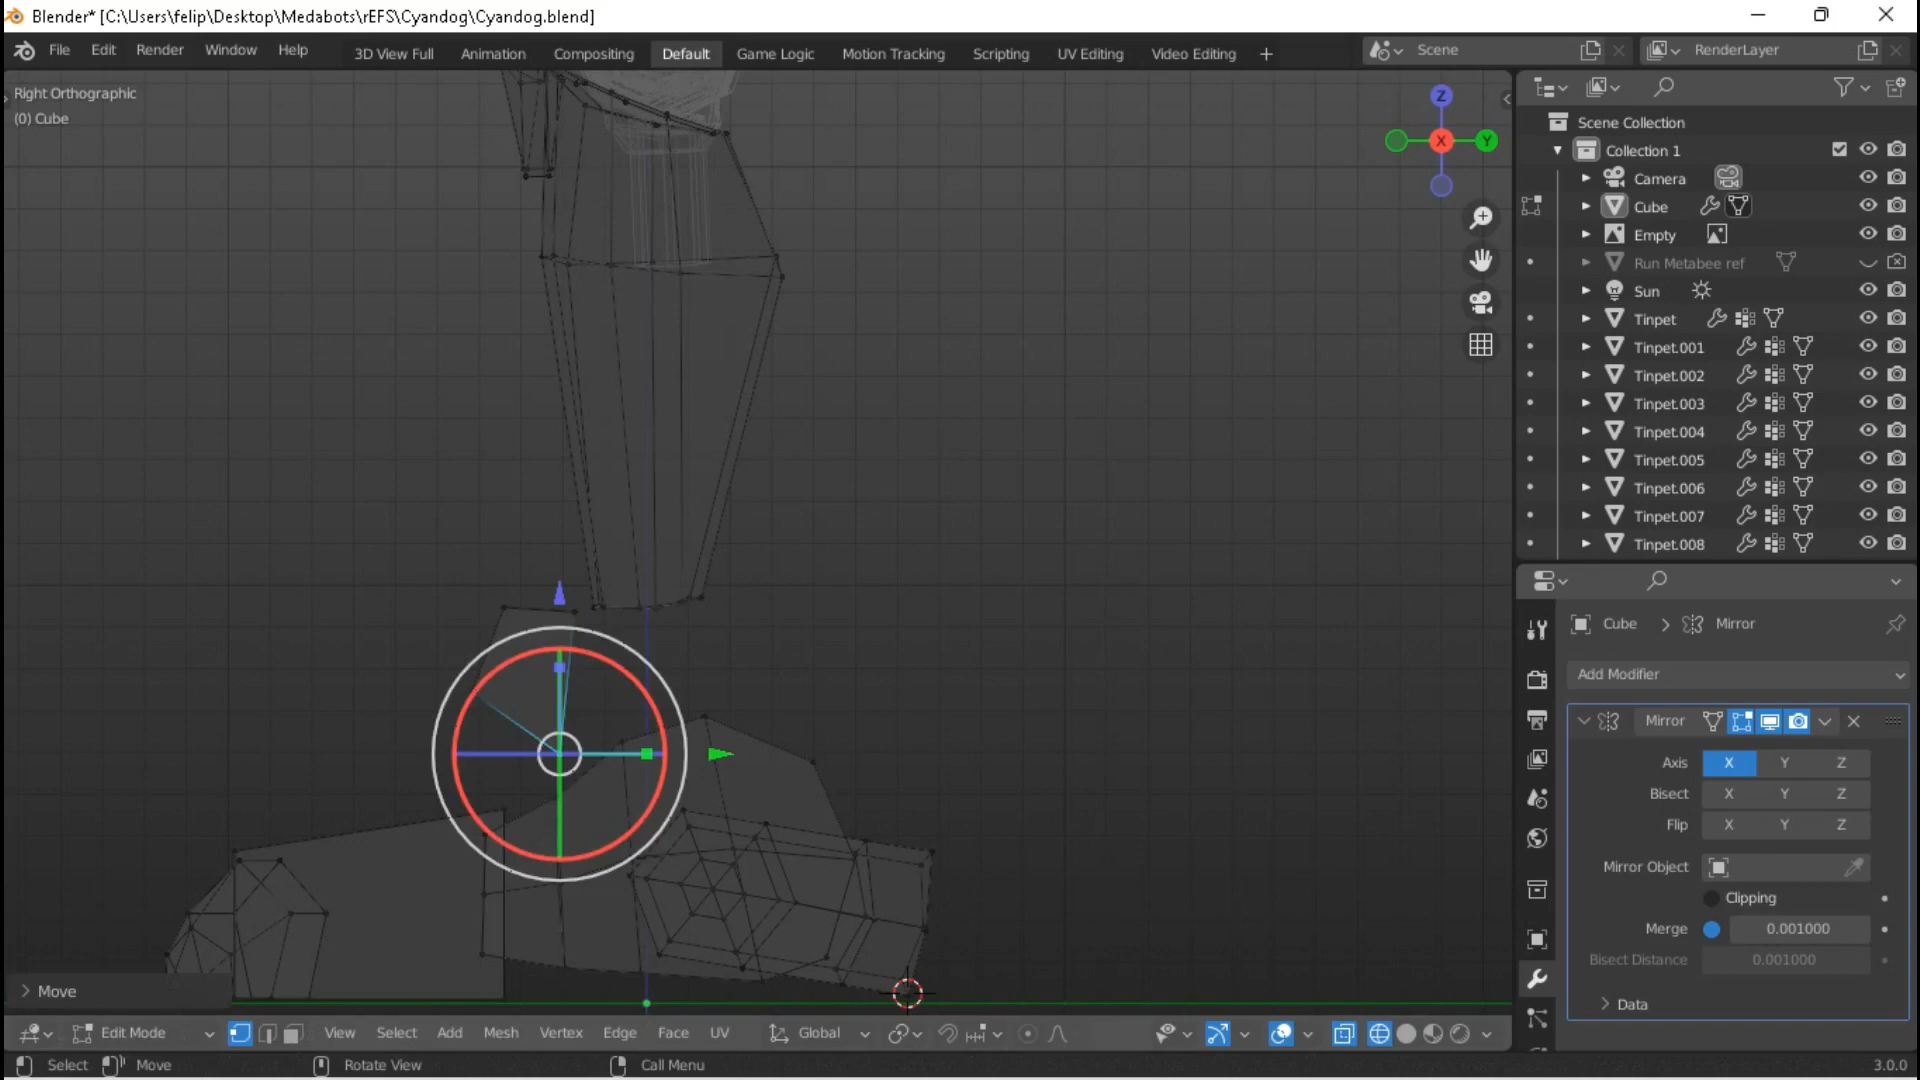 Blender* [C:\Users\felip\Desktop\Medabots\rEFS\Cyandog\Cyandog.blend]
File Edit Render Window Help 3D View Full Animation Compositing Default Game Logic Motion Tracking Scripting UV Editing Video Editing + Scene RenderLayer
Right Orthographic
(0) Cube
Z
X
Y
Scene Collection
Collection 1
Camera
Cube
Empty
Run Metabee ref
Sun
Tinpet
Tinpet.001
Tinpet.002
Tinpet.003
Tinpet.004
Tinpet.005
Tinpet.006
Tinpet.007
Tinpet.008
Cube > Mirror
Add Modifier
Mirror
Axis X Y Z
Bisect X Y Z
Flip X Y Z
Mirror Object
Clipping
Merge 0.001000
Bisect Distance 0.001000
Data
Move
Edit Mode View Select Add Mesh Vertex Edge Face UV Global
Select Move Rotate View Call Menu 3.0.0